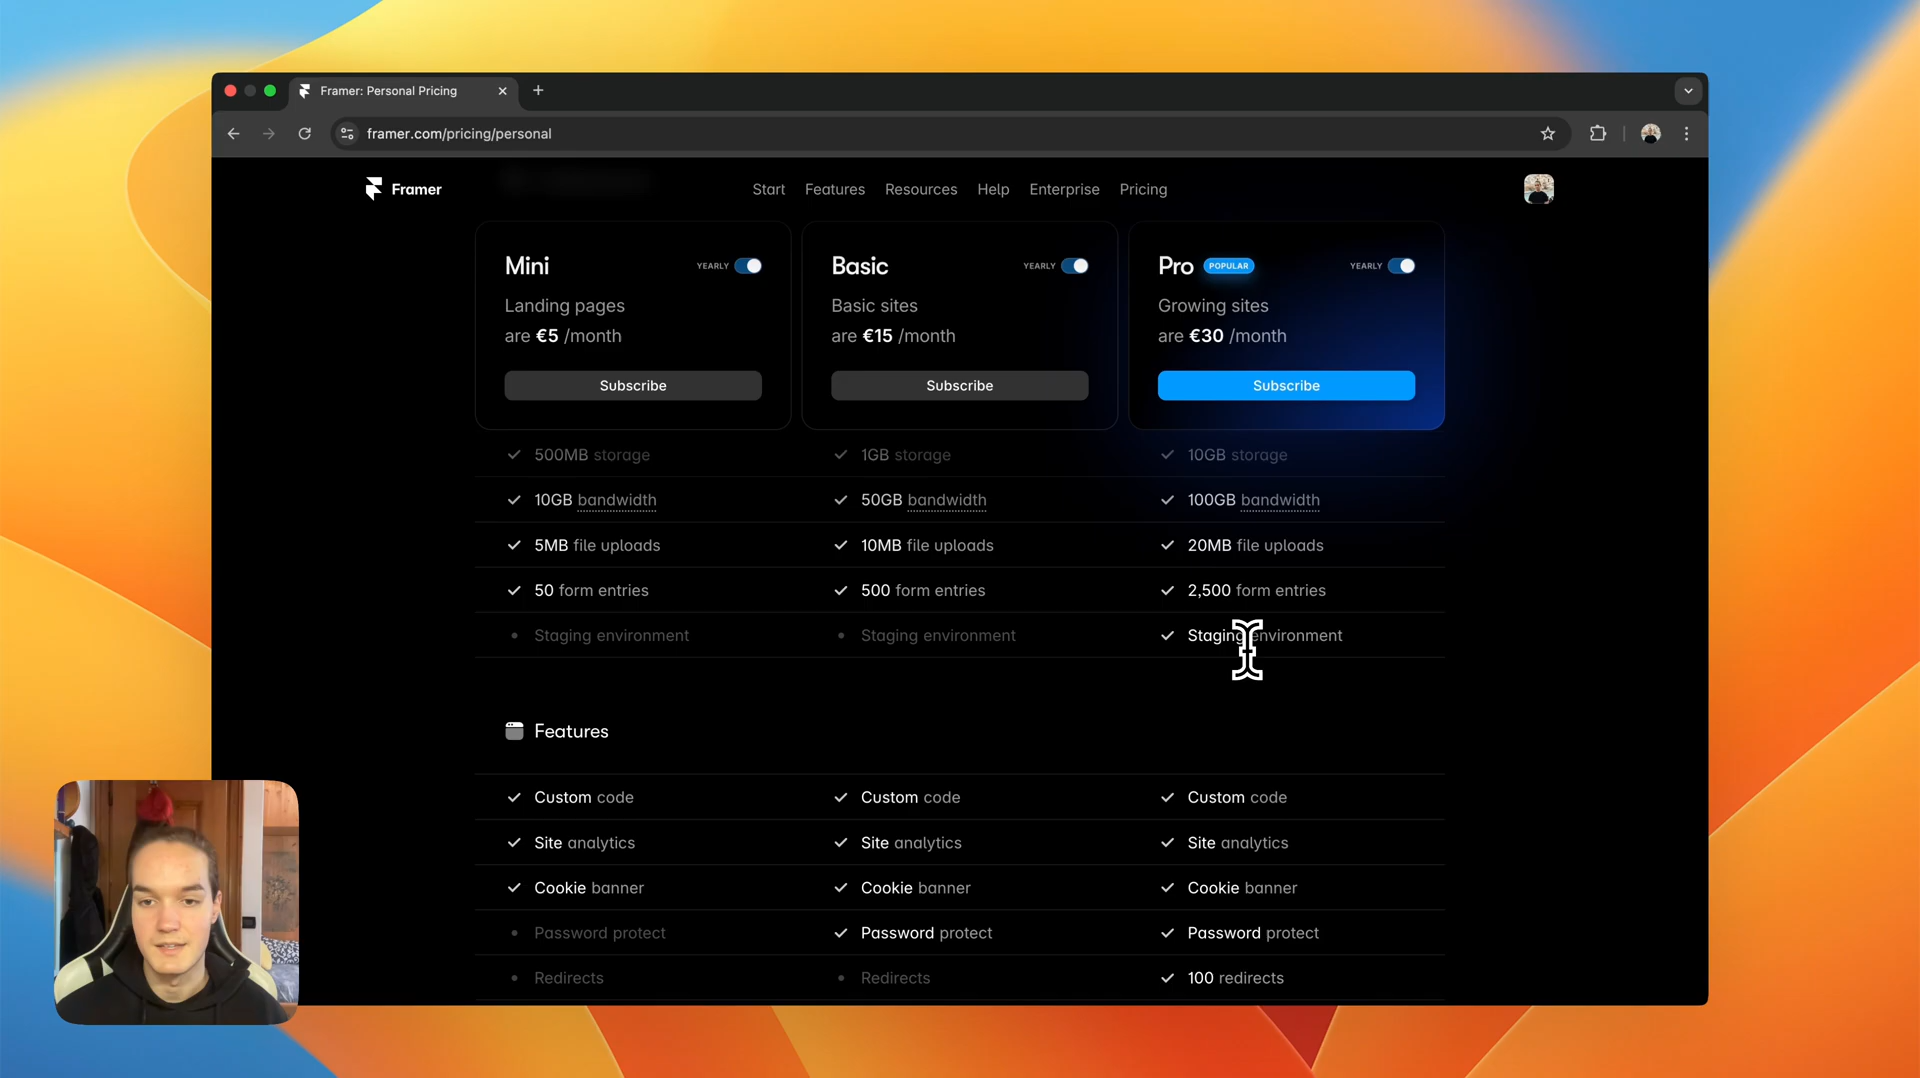 Framer: Personal Pricing
framer.com/pricing/personal
Framer
Start Features Resources Help Enterprise Pricing
Mini YEARLY
Landing pages
are €5 /month
Subscribe
Basic YEARLY
Basic sites
are €15 /month
Subscribe
Pro POPULAR YEARLY
Growing sites
are €30 /month
Subscribe
500MB storage 1GB storage 10GB storage
10GB bandwidth 50GB bandwidth 100GB bandwidth
5MB file uploads 10MB file uploads 20MB file uploads
50 form entries 500 form entries 2,500 form entries
Staging environment Staging environment Staging environment
Features
Custom code Custom code Custom code
Site analytics Site analytics Site analytics
Cookie banner Cookie banner Cookie banner
Password protect Password protect Password protect
Redirects Redirects 100 redirects